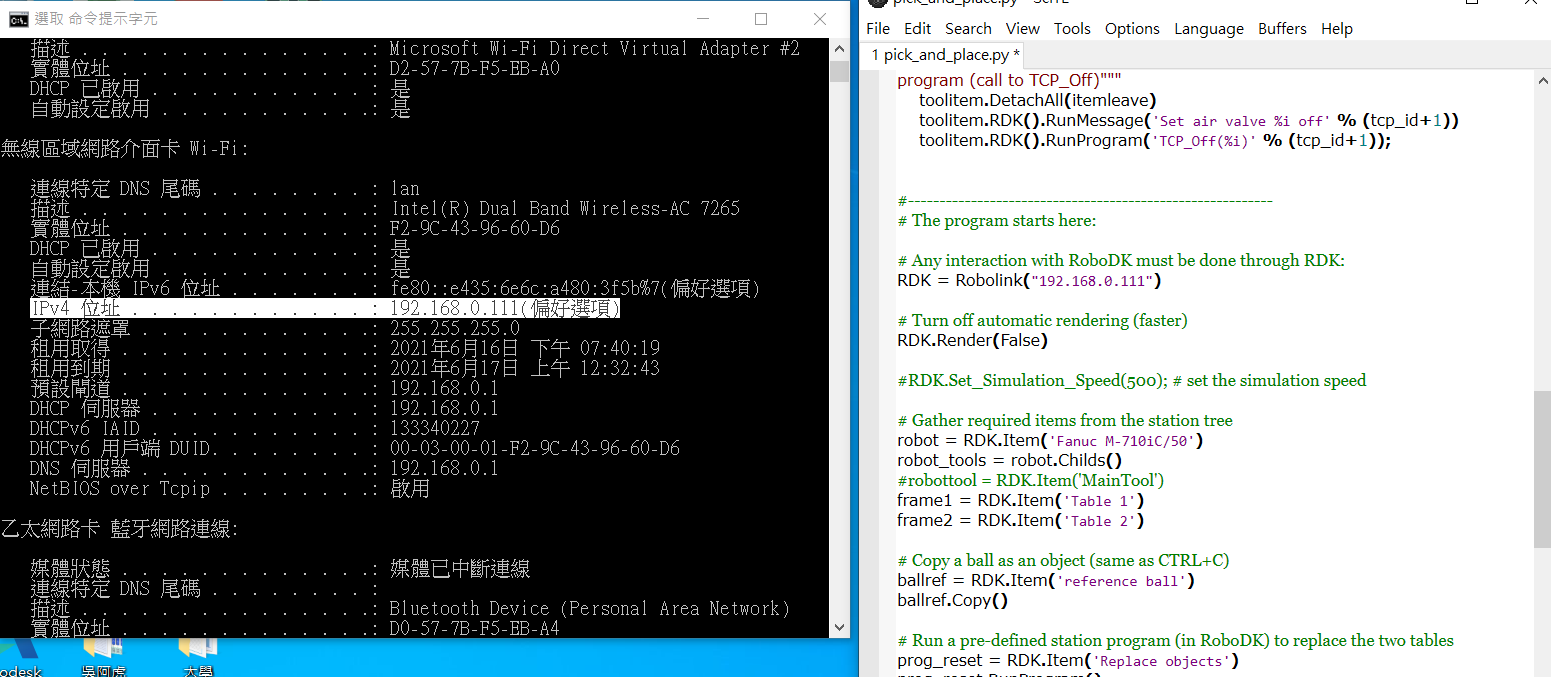 選取 命令提示字元
描述 . . . . . . . . . . . . . . .: Microsoft Wi-Fi Direct Virtual Adapter #2
實體位址 . . . . . . . . . . . . .: D2-57-7B-F5-EB-A0
DHCP 已啟用 . . . . . . . . . . . : 是
自動設定啟用 . . . . . . . . . . .: 是
無線區域網路介面卡 Wi-Fi:
連線特定 DNS 尾碼 . . . . . . . . : lan
描述 . . . . . . . . . . . . . . .: Intel(R) Dual Band Wireless-AC 7265
實體位址 . . . . . . . . . . . . .: F2-9C-43-96-60-D6
DHCP 已啟用 . . . . . . . . . . . : 是
自動設定啟用 . . . . . . . . . . .: 是
連結-本機 IPv6 位址 . . . . . . . : fe80::e435:6e6c:a480:3f5b%7(偏好選項)
IPv4 位址 . . . . . . . . . . . . : 192.168.0.111(偏好選項)
子網路遮罩 . . . . . . . . . . . .: 255.255.255.0
租用取得 . . . . . . . . . . . . .: 2021年6月16日 下午 07:40:19
租用到期 . . . . . . . . . . . . .: 2021年6月17日 上午 12:32:43
預設閘道 . . . . . . . . . . . . .: 192.168.0.1
DHCP 伺服器 . . . . . . . . . . . : 192.168.0.1
DHCPv6 IAID . . . . . . . . . . . : 133340227
DHCPv6 用戶端 DUID. . . . . . . . : 00-03-00-01-F2-9C-43-96-60-D6
DNS 伺服器 . . . . . . . . . . . .: 192.168.0.1
NetBIOS over Tcpip . . . . . . . .: 啟用
乙太網路卡 藍牙網路連線:
媒體狀態 . . . . . . . . . . . . .: 媒體已中斷連線
連線特定 DNS 尾碼 . . . . . . . . :
描述 . . . . . . . . . . . . . . .: Bluetooth Device (Personal Area Network)
實體位址 . . . . . . . . . . . . .: D0-57-7B-F5-EB-A4
odesk
吳阿虎
大學
pick_and_place.py - SciTE
File Edit Search View Tools Options Language Buffers Help
1 pick_and_place.py *
program (call to TCP_Off)"""
toolitem.DetachAll(itemleave)
toolitem.RDK().RunMessage('Set air valve %i off' % (tcp_id+1))
toolitem.RDK().RunProgram('TCP_Off(%i)' % (tcp_id+1));
#----------------------------------------------------------
# The program starts here:
# Any interaction with RoboDK must be done through RDK:
RDK = Robolink("192.168.0.111")
# Turn off automatic rendering (faster)
RDK.Render(False)
#RDK.Set_Simulation_Speed(500); # set the simulation speed
# Gather required items from the station tree
robot = RDK.Item('Fanuc M-710iC/50')
robot_tools = robot.Childs()
#robottool = RDK.Item('MainTool')
frame1 = RDK.Item('Table 1')
frame2 = RDK.Item('Table 2')
# Copy a ball as an object (same as CTRL+C)
ballref = RDK.Item('reference ball')
ballref.Copy()
# Run a pre-defined station program (in RoboDK) to replace the two tables
prog_reset = RDK.Item('Replace objects')
prog_reset.RunProgram()